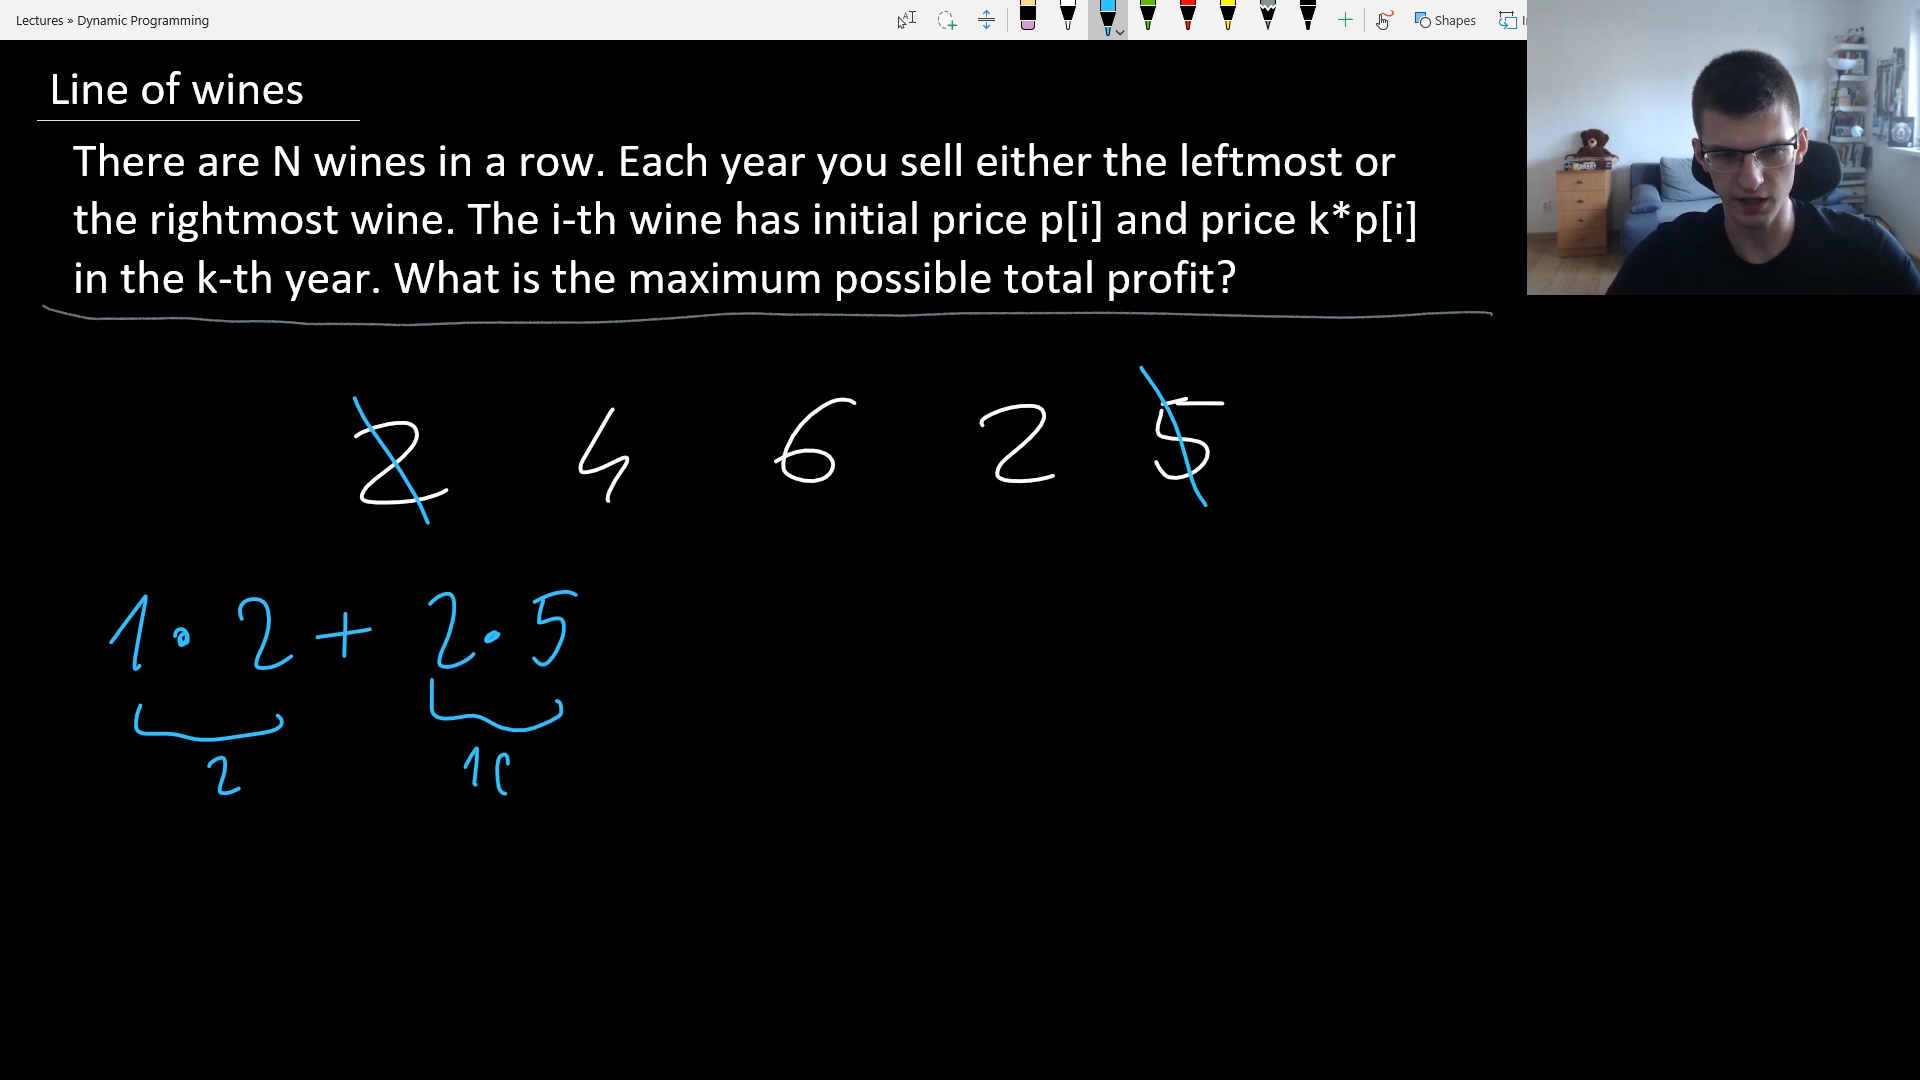 Lectures » Dynamic Programming
Shapes
Line of wines
There are N wines in a row. Each year you sell either the leftmost or
the rightmost wine. The i-th wine has initial price p[i] and price k*p[i]
in the k-th year. What is the maximum possible total profit?
2 4 6 2 5
1 • 2 + 2 • 5
2 10